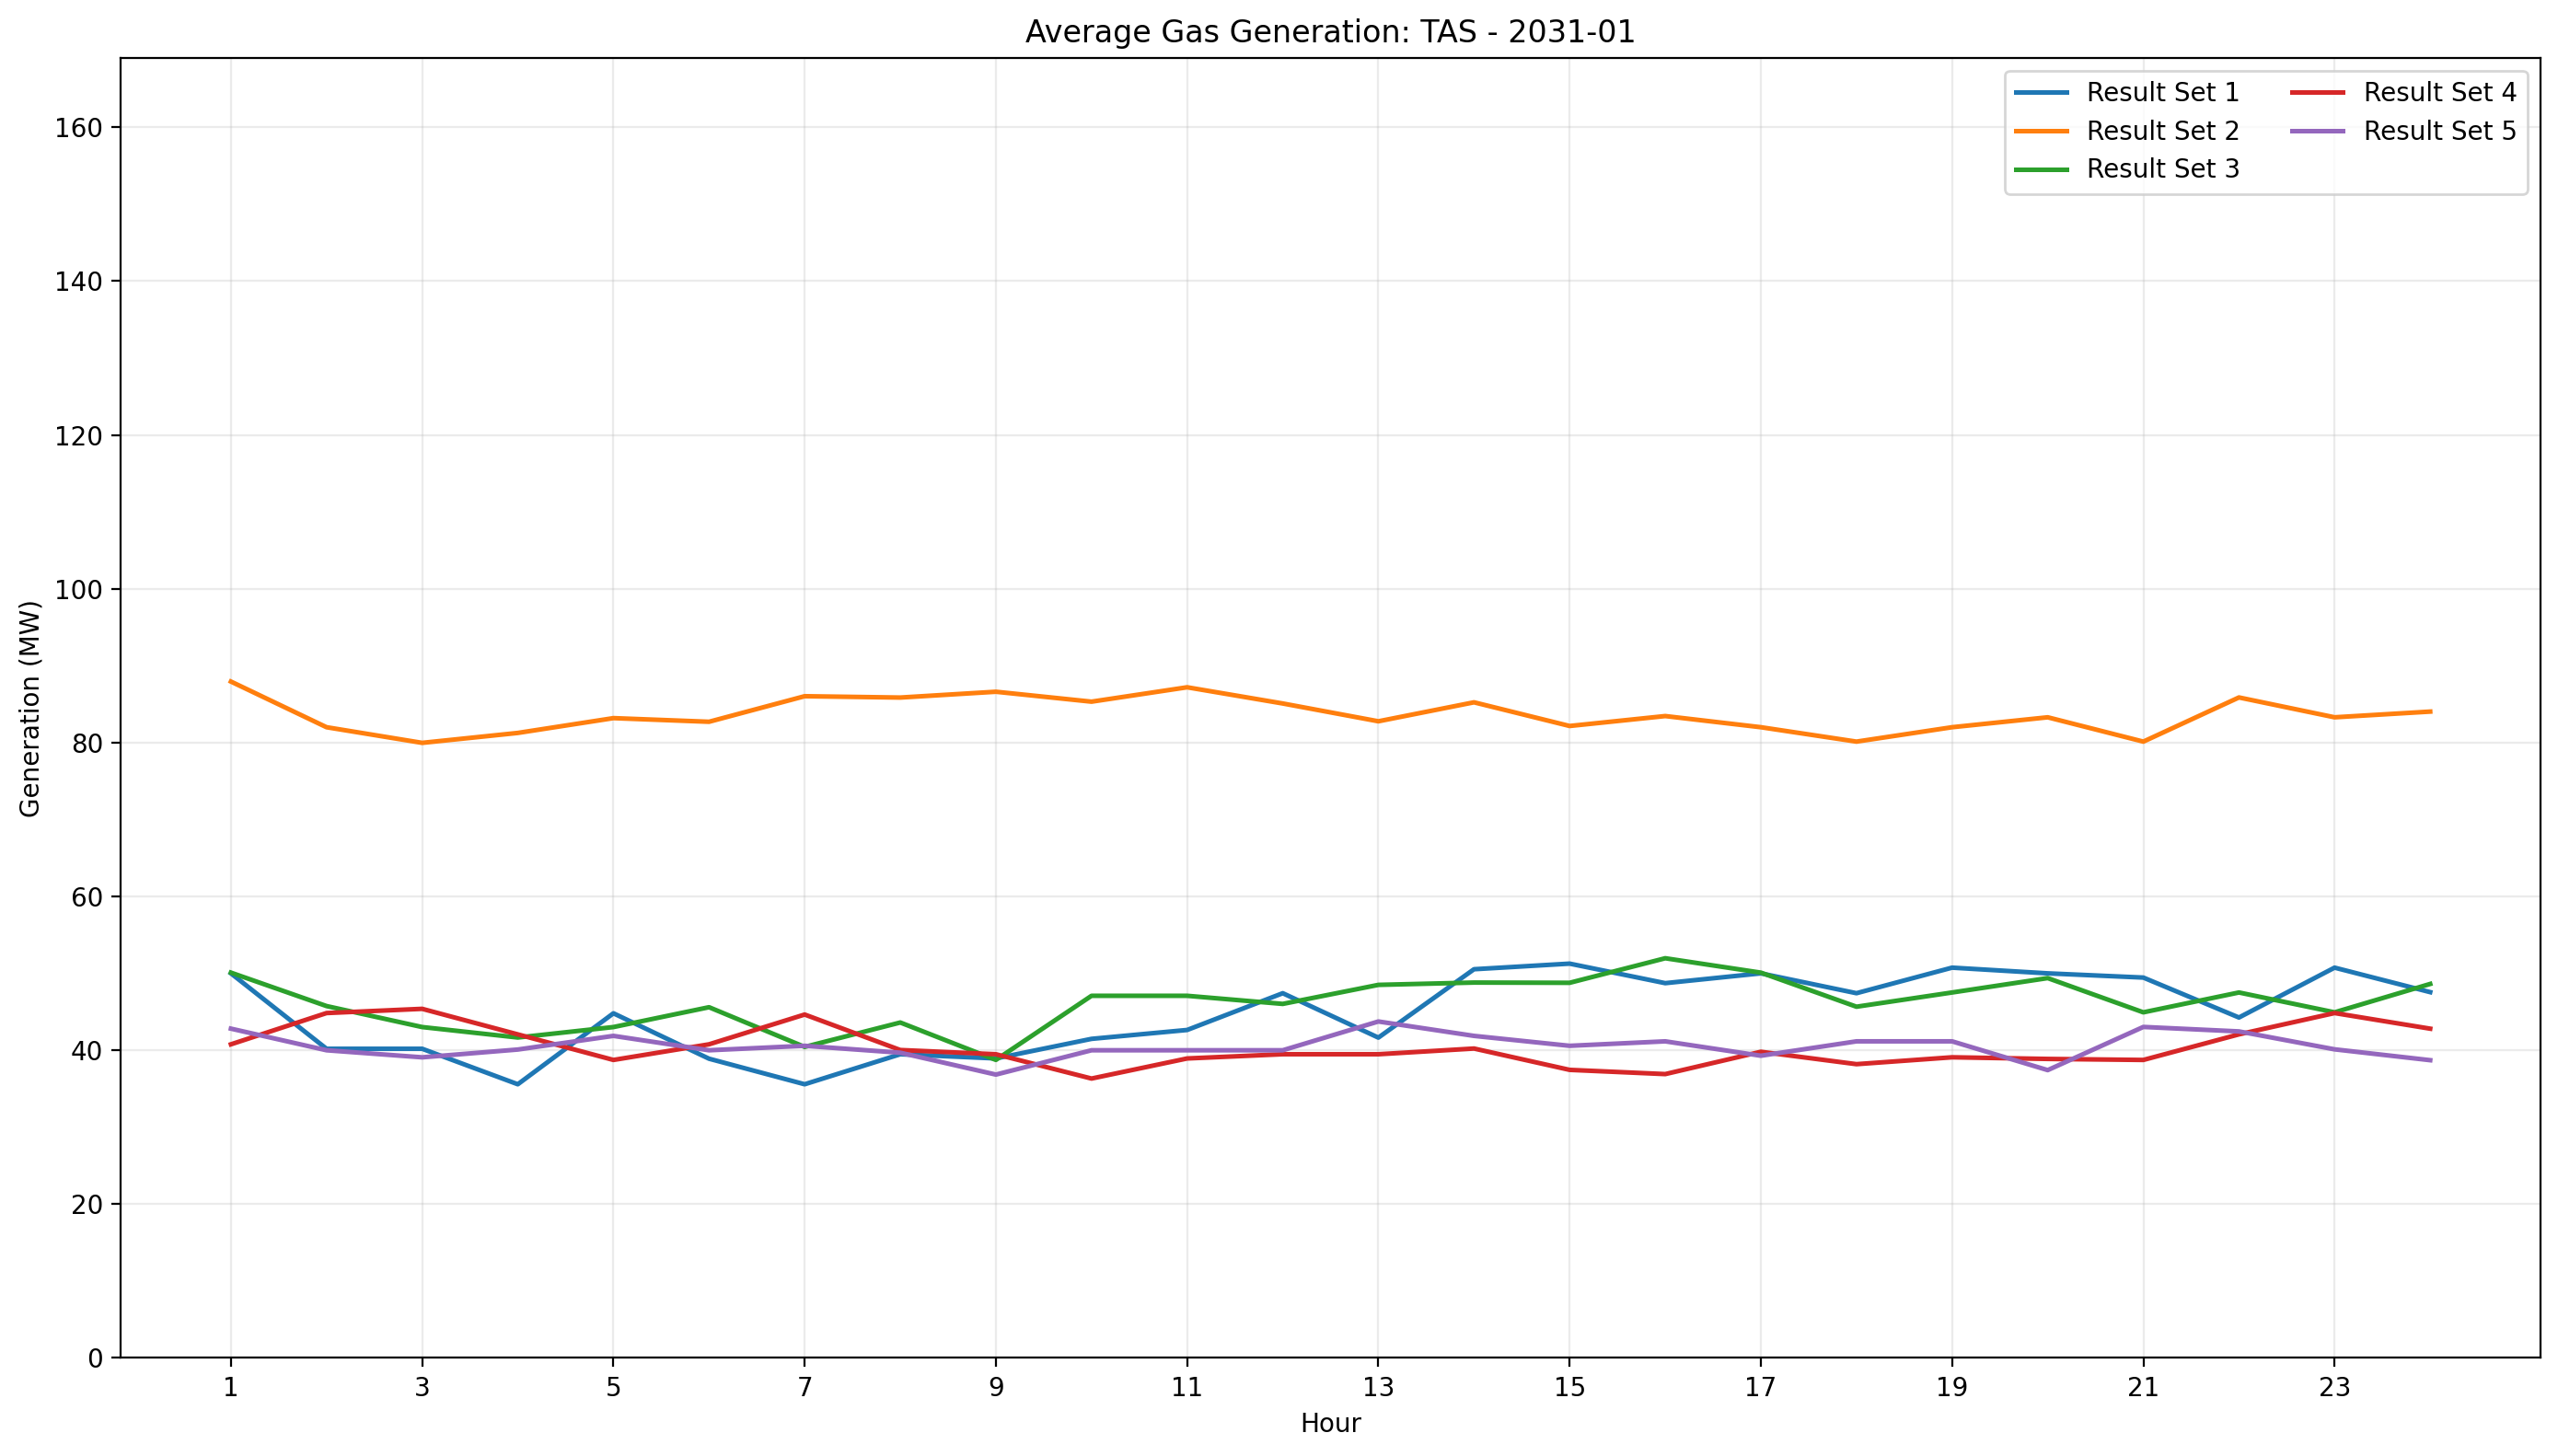 Average Gas Generation: TAS - 2031-01
Result Set 1
Result Set 2
Result Set 3
Result Set 4
Result Set 5
Generation (MW)
160
140
120
100
80
60
40
20
0
1 3 5 7 9 11 13 15 17 19 21 23
Hour